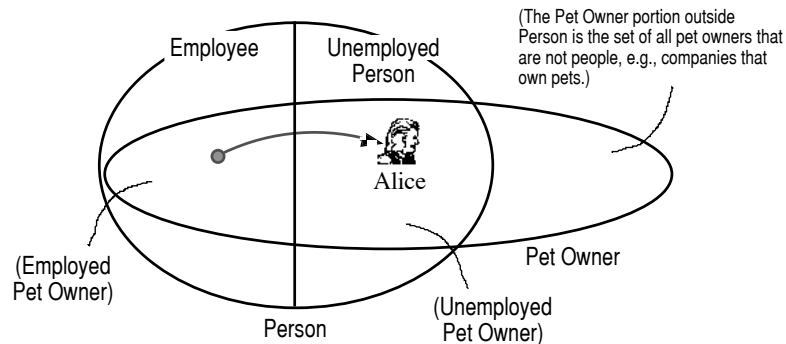 Employee
Unemployed
Person
(The Pet Owner portion outside
Person is the set of all pet owners that
are not people, e.g., companies that
own pets.)
Alice
(Employed
Pet Owner)
Pet Owner
(Unemployed
Pet Owner)
Person